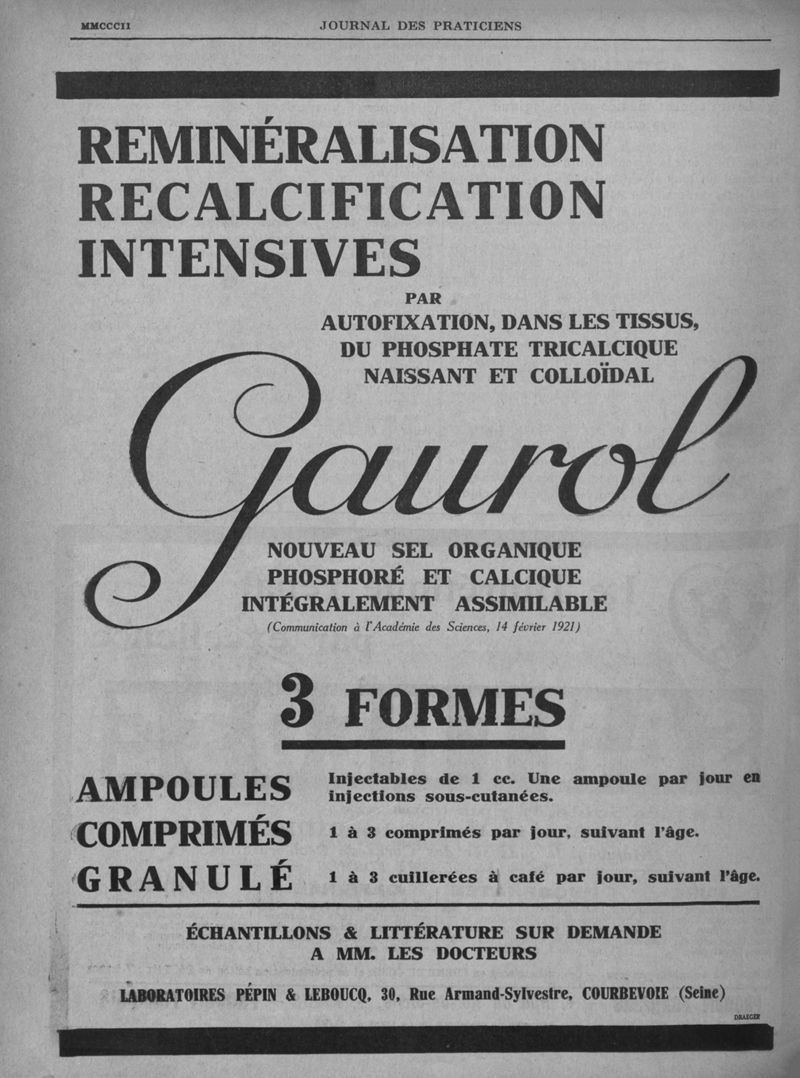 MMCCCII
JOURNAL DES PRATICIENS
REMINÉRALISATION
RECALCIFICATION
INTENSIVES
PAR
AUTOFIXATION, DANS LES TISSUS,
DU PHOSPHATE TRICALCIQUE
NAISSANT ET COLLOÏDAL
Gaurol
NOUVEAU SEL ORGANIQUE
PHOSPHORÉ ET CALCIQUE
INTÉGRALEMENT ASSIMILABLE
(Communication à l'Académie des Sciences, 14 février 1921)
3 FORMES
AMPOULES
Injectables de 1 cc. Une ampoule par jour en
injections sous-cutanées.
COMPRIMÉS
1 à 3 comprimés par jour, suivant l'âge.
GRANULÉ
1 à 3 cuillerées à café par jour, suivant l'âge.
ÉCHANTILLONS & LITTÉRATURE SUR DEMANDE
A MM. LES DOCTEURS
LABORATOIRES PÉPIN & LEBOUCQ, 30, Rue Armand-Sylvestre, COURBEVOIE (Seine)
DRAEGER